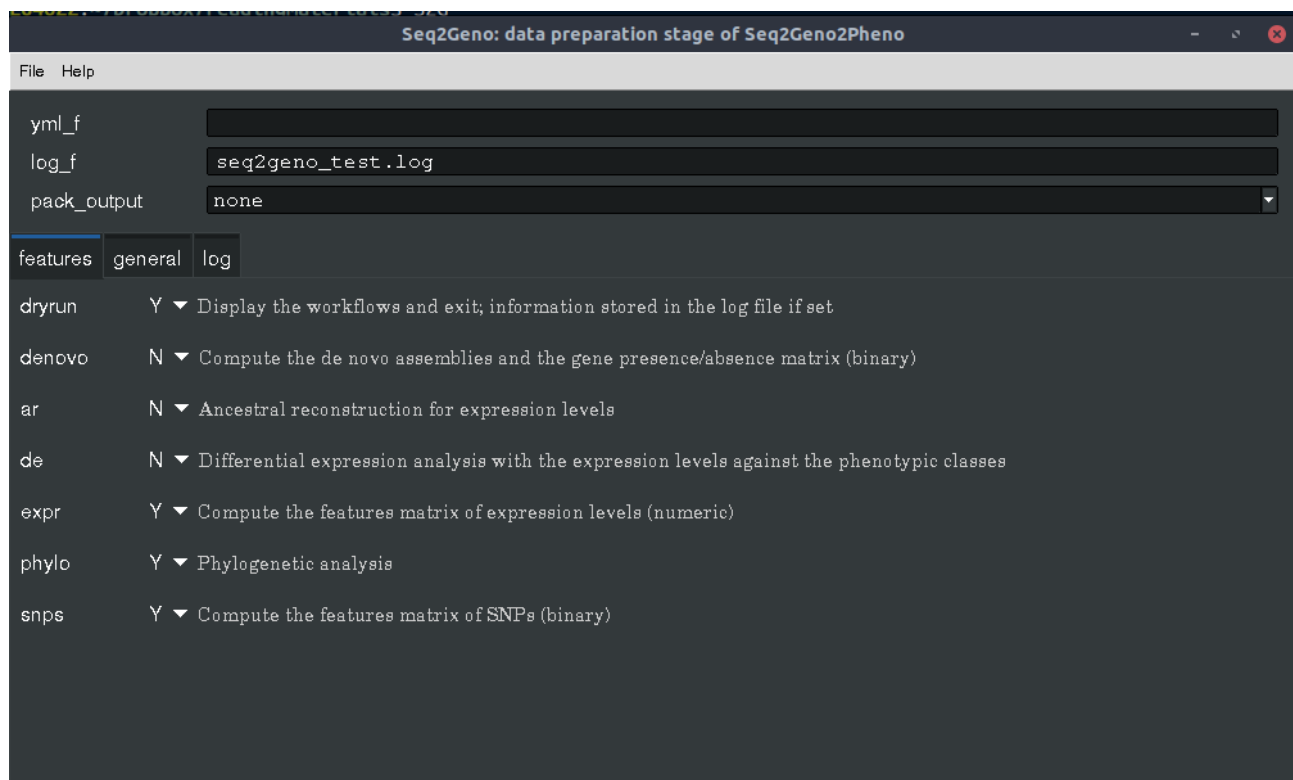 Seq2Geno: data preparation stage of Seq2Geno2Pheno
File Help
yml_f
log_f seq2geno_test.log
pack_output none
features general log
dryrun Y Display the workflows and exit; information stored in the log file if set
denovo N Compute the de novo assemblies and the gene presence/absence matrix (binary)
ar N Ancestral reconstruction for expression levels
de N Differential expression analysis with the expression levels against the phenotypic classes
expr Y Compute the features matrix of expression levels (numeric)
phylo Y Phylogenetic analysis
snps Y Compute the features matrix of SNPs (binary)